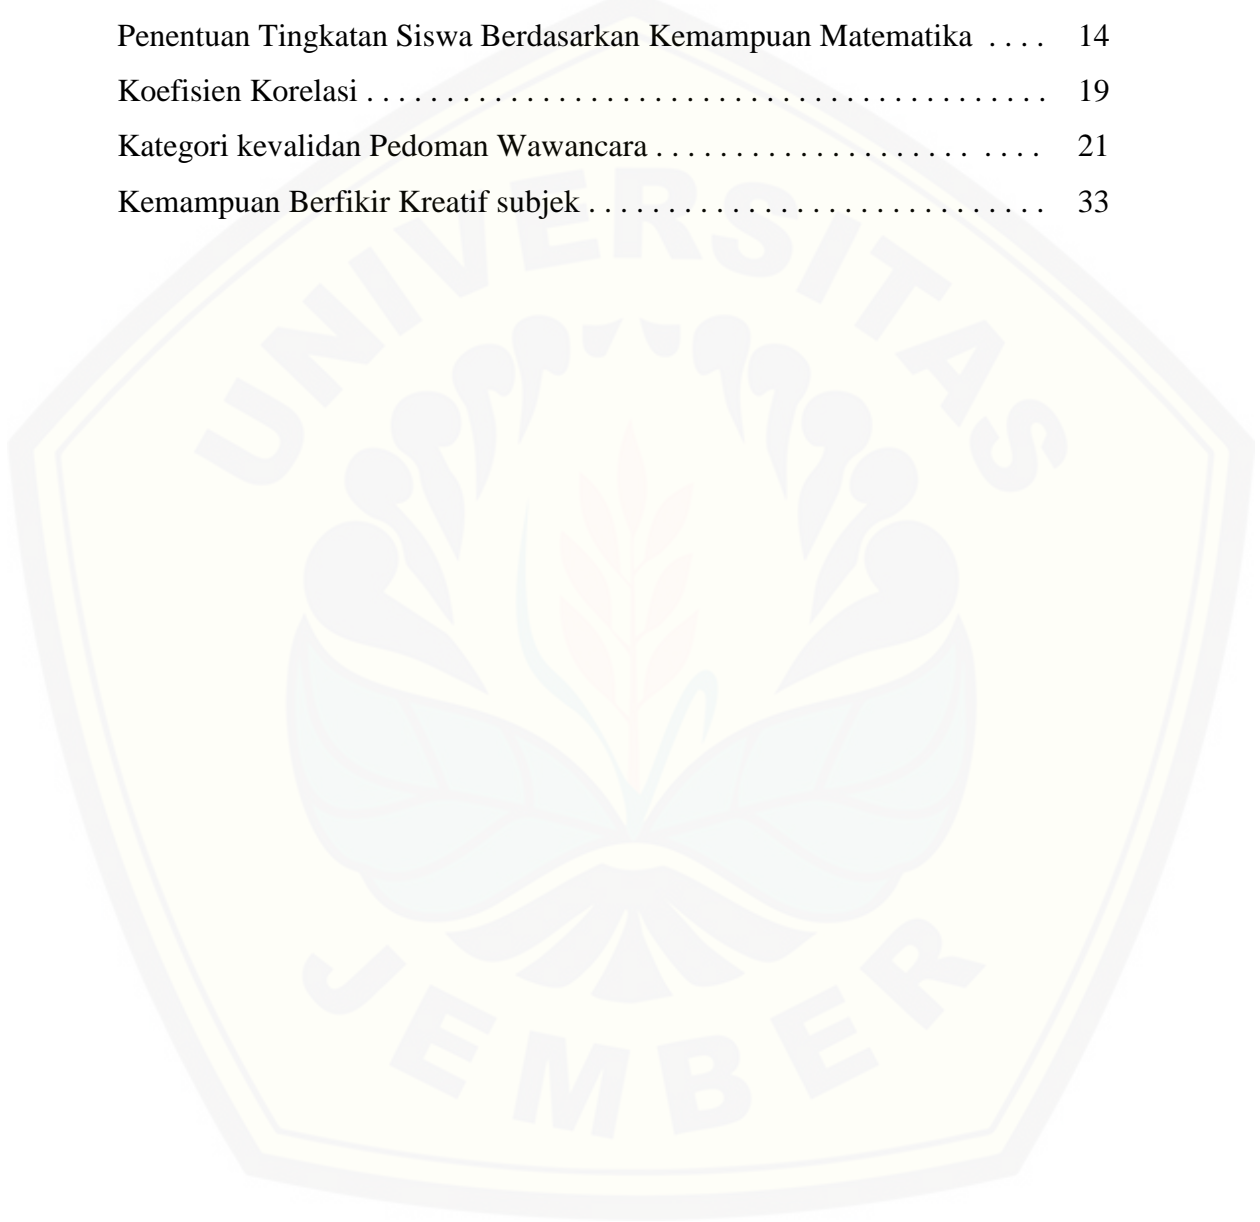 Penentuan Tingkatan Siswa Berdasarkan Kemampuan Matematika . . . . 14
Koefisien Korelasi . . . . . . . . . . . . . . . . . . . . . . . . . . . . . . . . . . . . . . . . . . . 19
Kategori kevalidan Pedoman Wawancara . . . . . . . . . . . . . . . . . . . . . . . . 21
Kemampuan Berfikir Kreatif subjek . . . . . . . . . . . . . . . . . . . . . . . . . . . . . 33
UNIVERSITAS
JEMBER